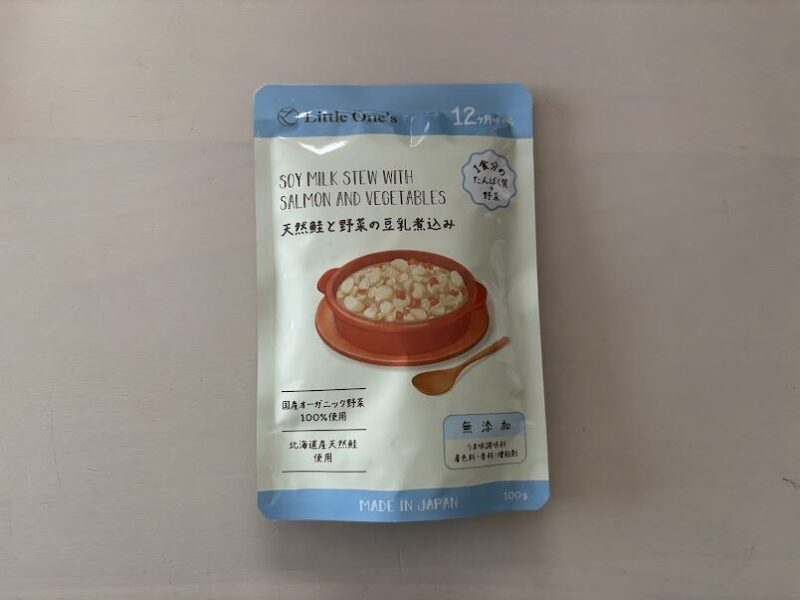 Little One's
12ヶ月頃から
SOY MILK STEW WITH
SALMON AND VEGETABLES
天然鮭と野菜の豆乳煮込み
1食分の
たんぱく質
+
野菜
国産オーガニック野菜
100%使用
北海道産天然鮭
使用
無添加
うま味調味料
着色料・香料・増粘剤
MADE IN JAPAN
100g